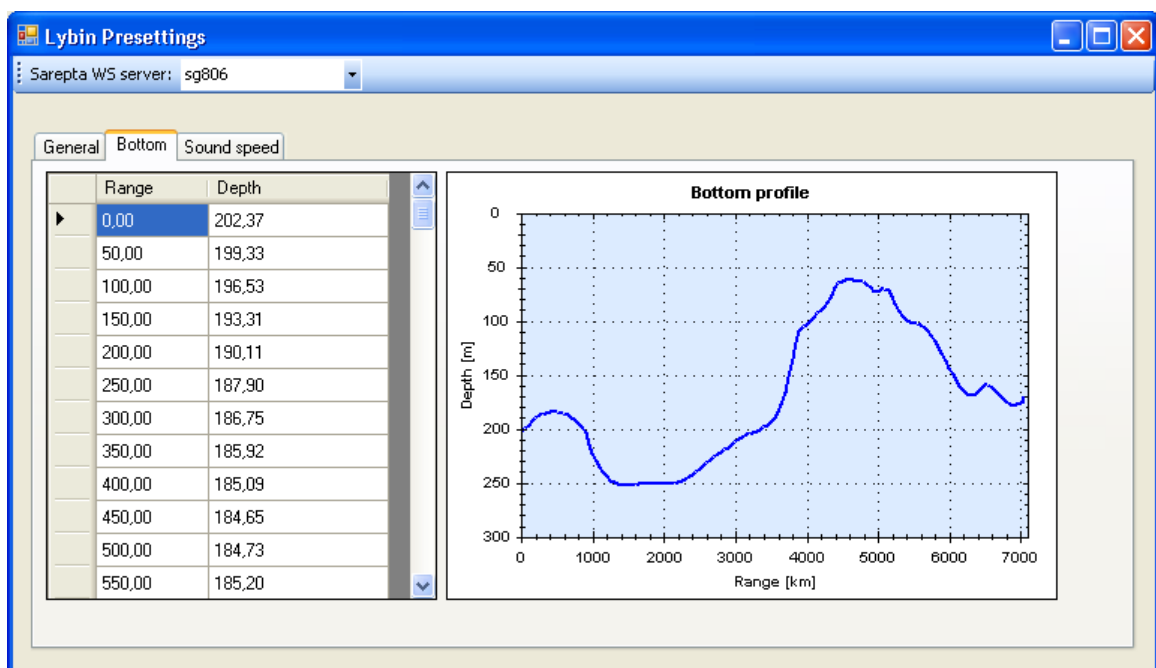 Lybin Presettings
Sarepta WS server: sg806
General Bottom Sound speed
Range Depth
0,00 202,37
50,00 199,33
100,00 196,53
150,00 193,31
200,00 190,11
250,00 187,90
300,00 186,75
350,00 185,92
400,00 185,09
450,00 184,65
500,00 184,73
550,00 185,20
Bottom profile
0
50
100
150
200
250
300
Depth [m]
0 1000 2000 3000 4000 5000 6000 7000
Range [km]